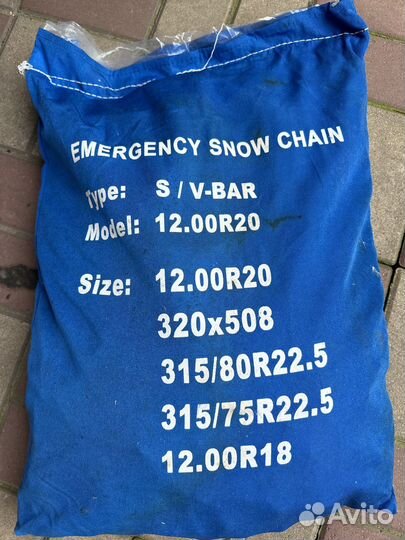 EMERGENCY SNOW CHAIN
Type: S / V-BAR
Model: 12.00R20
Size: 12.00R20
320x508
315/80R22.5
315/75R22.5
12.00R18
Avito